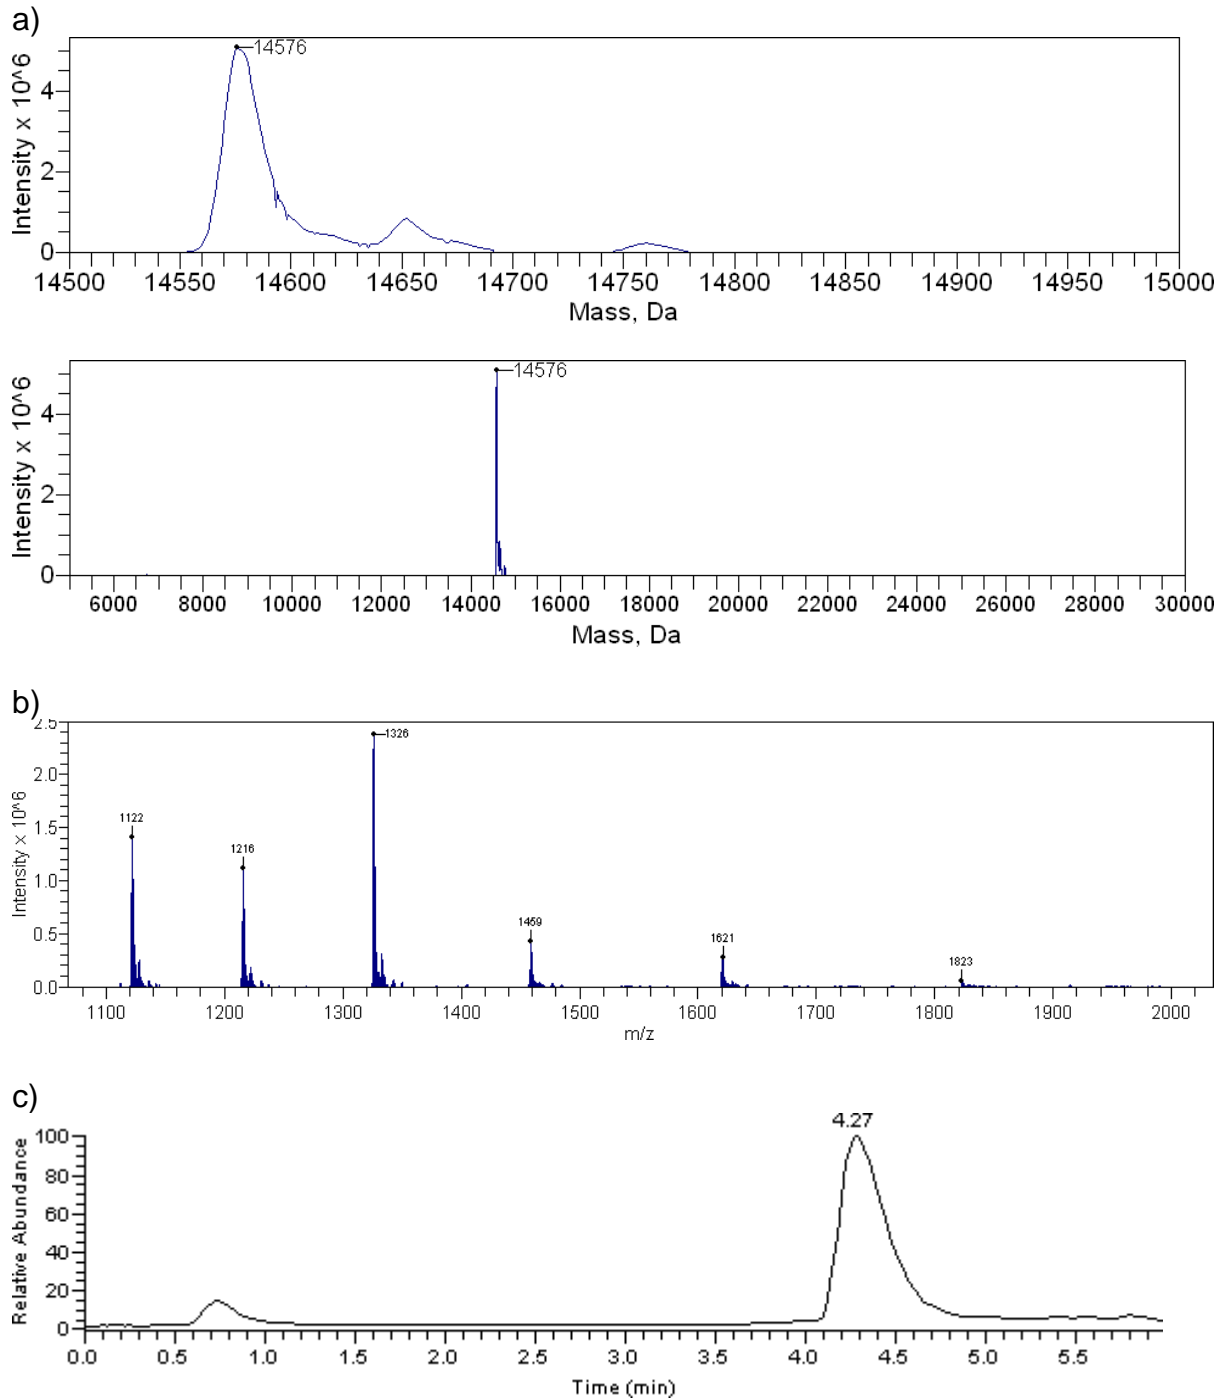 a)
14576
Intensity x 10^6
4
2
0
14500 14550 14600 14650 14700 14750 14800 14850 14900 14950 15000
Mass, Da
14576
Intensity x 10^6
4
2
0
6000 8000 10000 12000 14000 16000 18000 20000 22000 24000 26000 28000 30000
Mass, Da
b)
2.5
2.0
1.5
1.0
0.5
0.0
Intensity x 10^6
1122
1216
1326
1459
1621
1823
1100 1200 1300 1400 1500 1600 1700 1800 1900 2000
m/z
c)
4.27
100
80
60
40
20
0
Relative Abundance
0.0 0.5 1.0 1.5 2.0 2.5 3.0 3.5 4.0 4.5 5.0 5.5
Time (min)